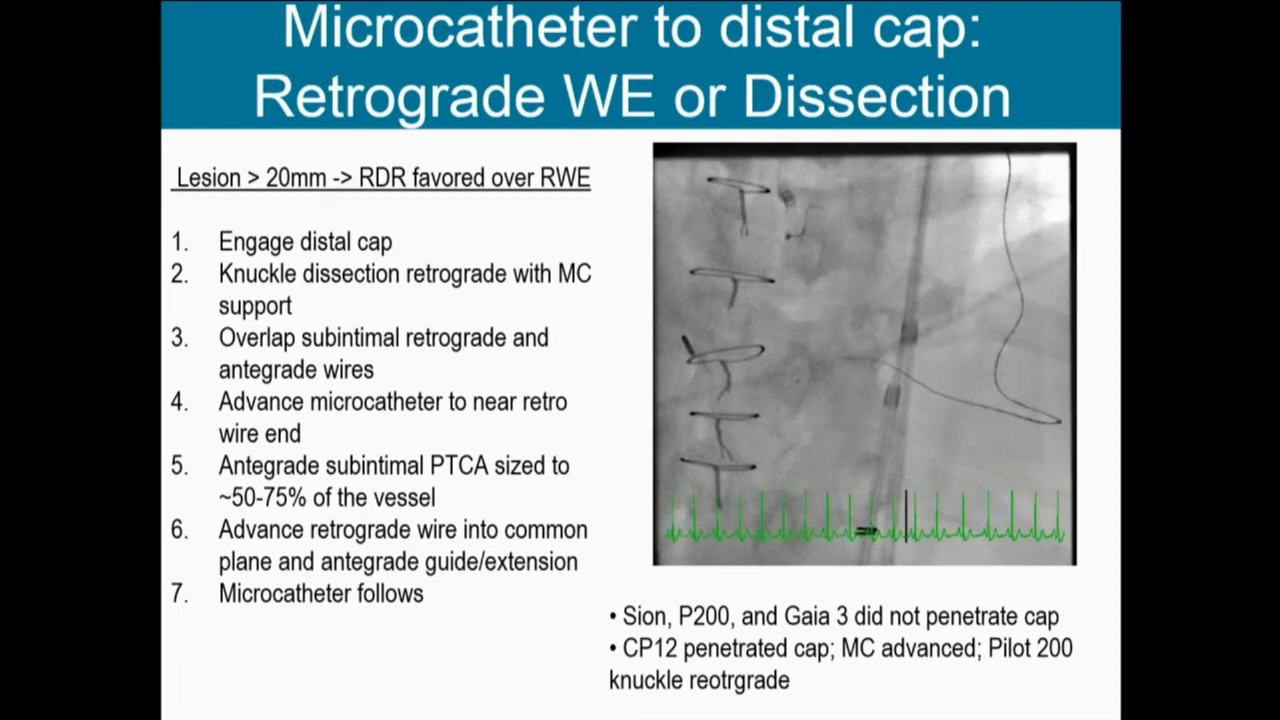 Microcatheter to distal cap:
Retrograde WE or Dissection
Lesion > 20mm -> RDR favored over RWE
1. Engage distal cap
2. Knuckle dissection retrograde with MC
support
3. Overlap subintimal retrograde and
antegrade wires
4. Advance microcatheter to near retro
wire end
5. Antegrade subintimal PTCA sized to
~50-75% of the vessel
6. Advance retrograde wire into common
plane and antegrade guide/extension
7. Microcatheter follows
• Sion, P200, and Gaia 3 did not penetrate cap
• CP12 penetrated cap; MC advanced; Pilot 200
knuckle reotrgrade